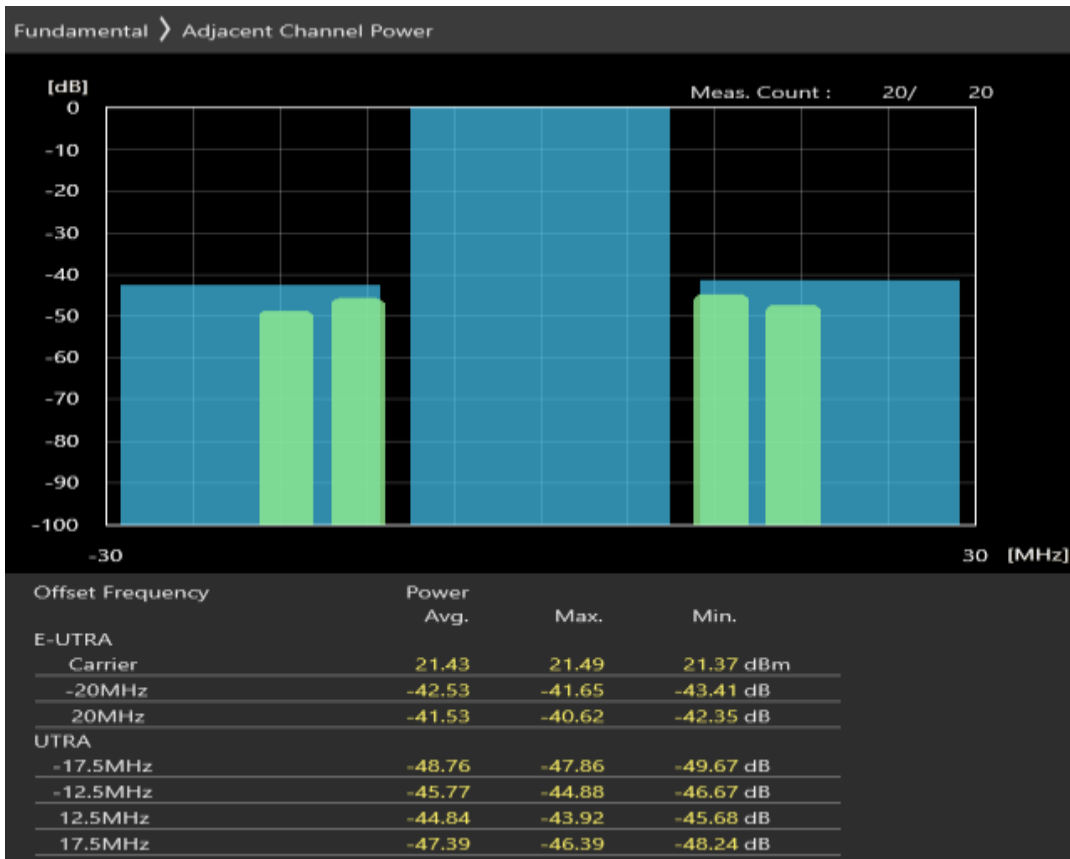 Fundamental 〉 Adjacent Channel Power
[dB]
Meas. Count : 20/ 20
0
-10
-20
-30
-40
-50
-60
-70
-80
-90
-100
-30 30 [MHz]
Offset Frequency Power
Avg. Max. Min.
E-UTRA
Carrier 21.43 21.49 21.37 dBm
-20MHz -42.53 -41.65 -43.41 dB
20MHz -41.53 -40.62 -42.35 dB
UTRA
-17.5MHz -48.76 -47.86 -49.67 dB
-12.5MHz -45.77 -44.88 -46.67 dB
12.5MHz -44.84 -43.92 -45.68 dB
17.5MHz -47.39 -46.39 -48.24 dB